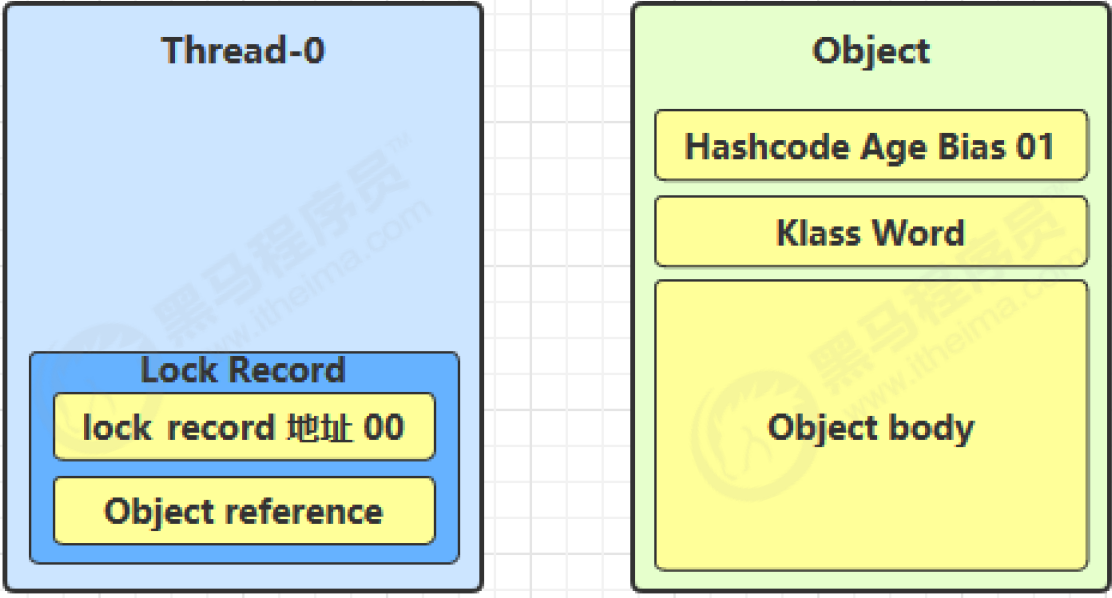 Thread-0
Lock Record
lock record 地址 00
Object reference
Object
Hashcode Age Bias 01
Klass Word
Object body
黑马程序员™
www.itheima.com
黑马程序员™
www.itheima.com